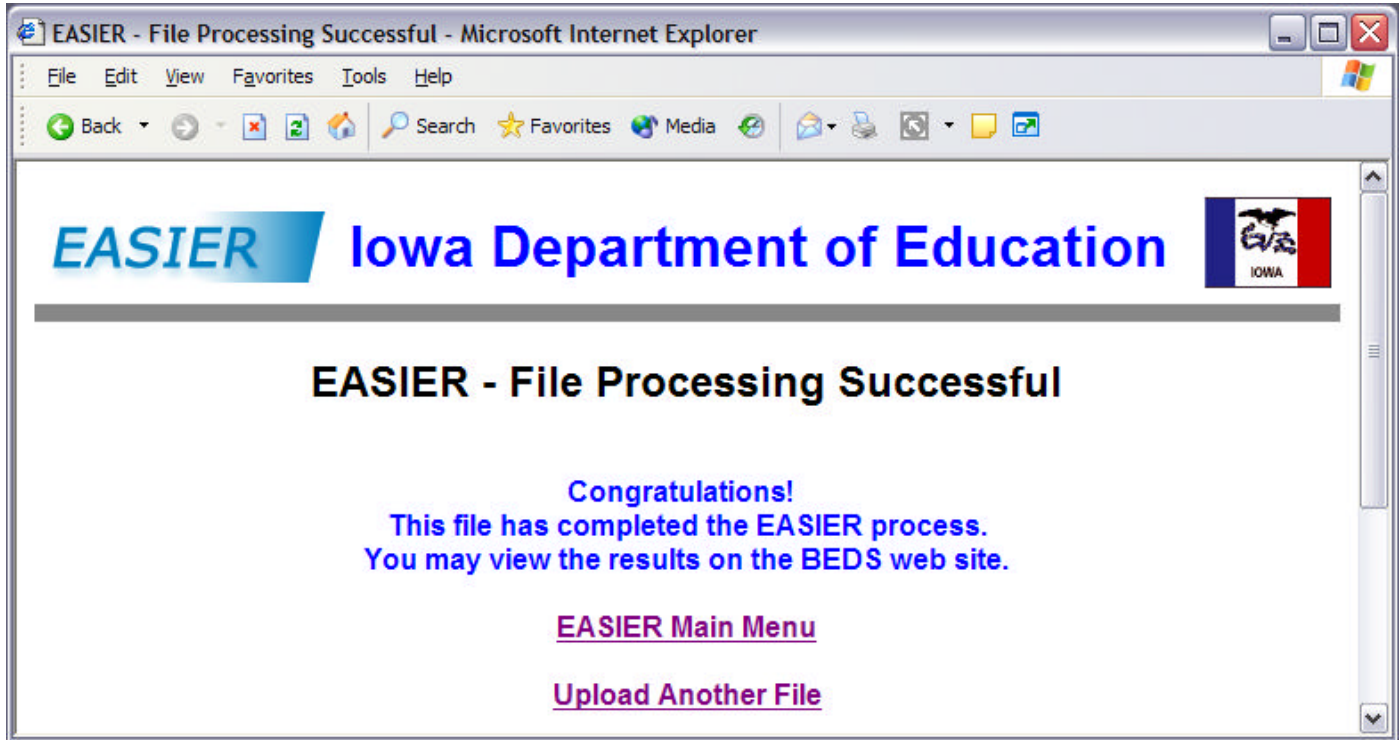 EASIER - File Processing Successful - Microsoft Internet Explorer
File Edit View Favorites Tools Help
Back Search Favorites Media
EASIER Iowa Department of Education
IOWA
EASIER - File Processing Successful
Congratulations!
This file has completed the EASIER process.
You may view the results on the BEDS web site.
EASIER Main Menu
Upload Another File